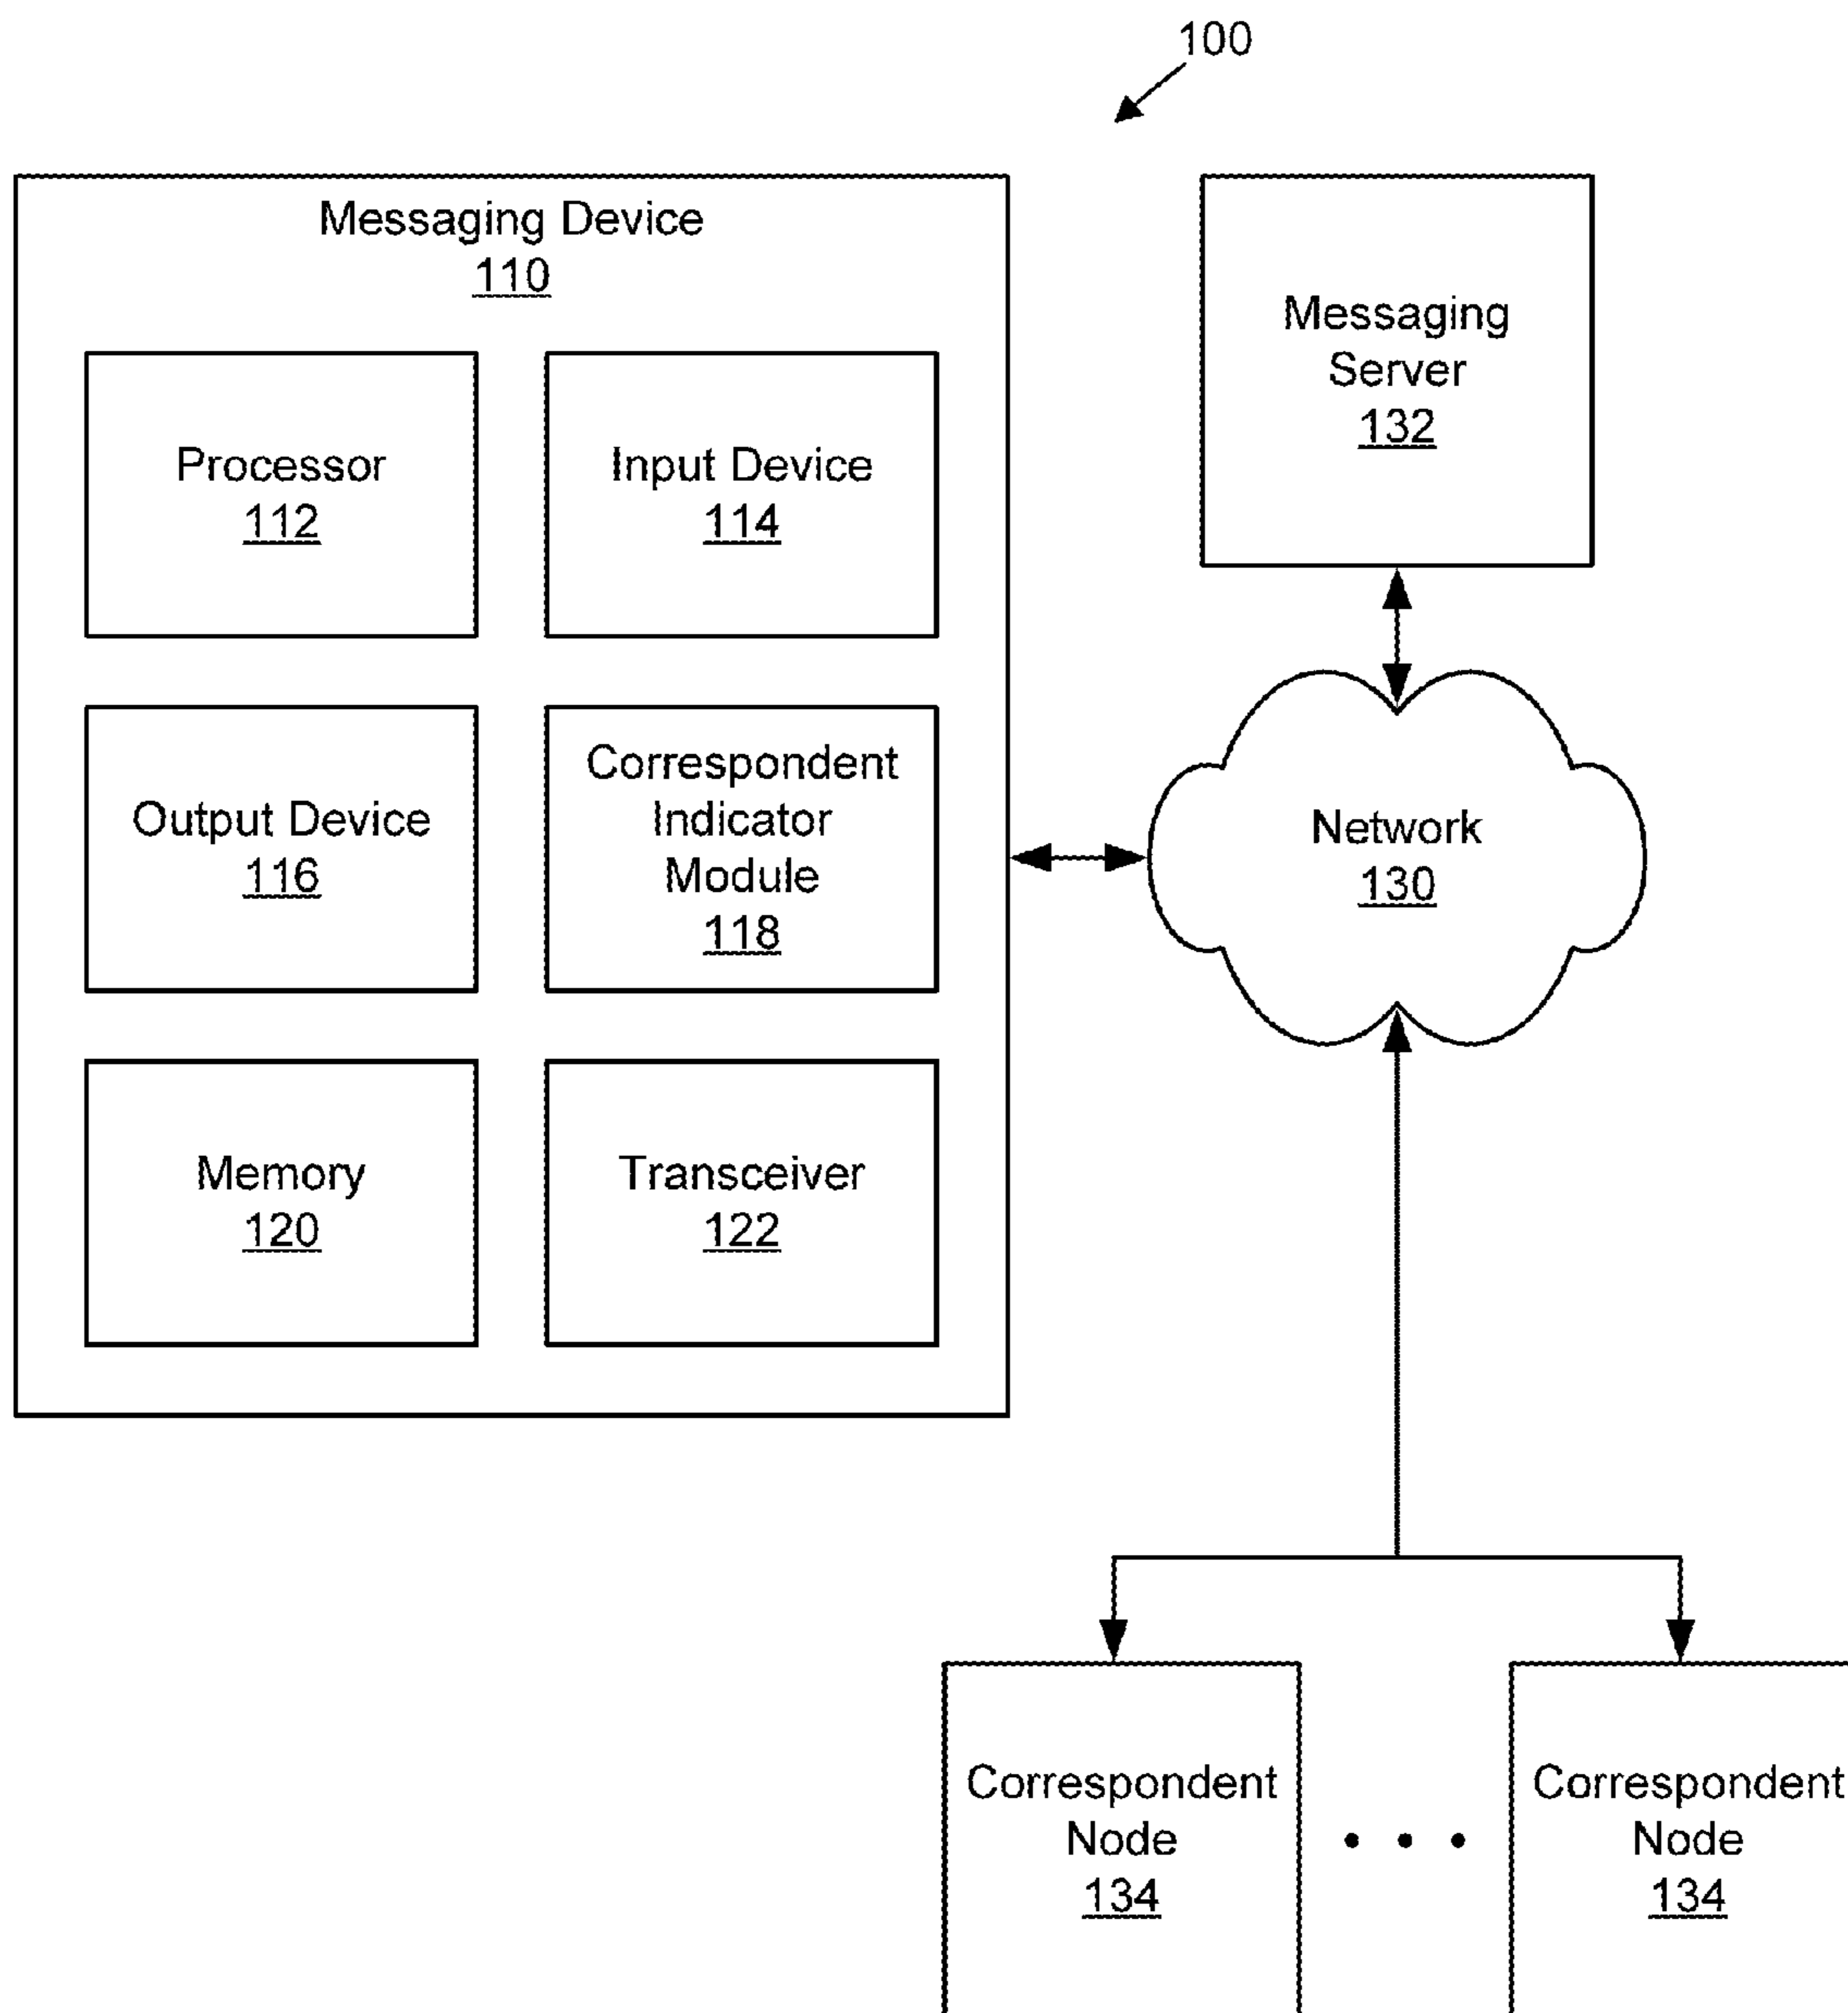 100
Messaging Device
110
Processor
112
Input Device
114
Output Device
116
Correspondent
Indicator
Module
118
Memory
120
Transceiver
122
Messaging
Server
132
Network
130
Correspondent
Node
134
• • •
Correspondent
Node
134